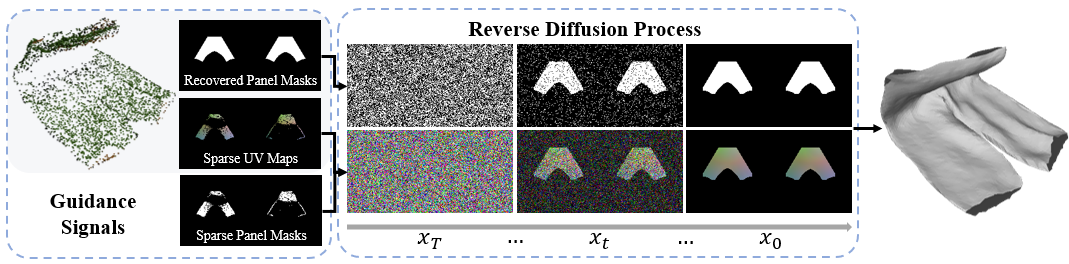 Guidance
Signals
Recovered Panel Masks
Sparse UV Maps
Sparse Panel Masks
Reverse Diffusion Process
x_T ... x_t ... x_0